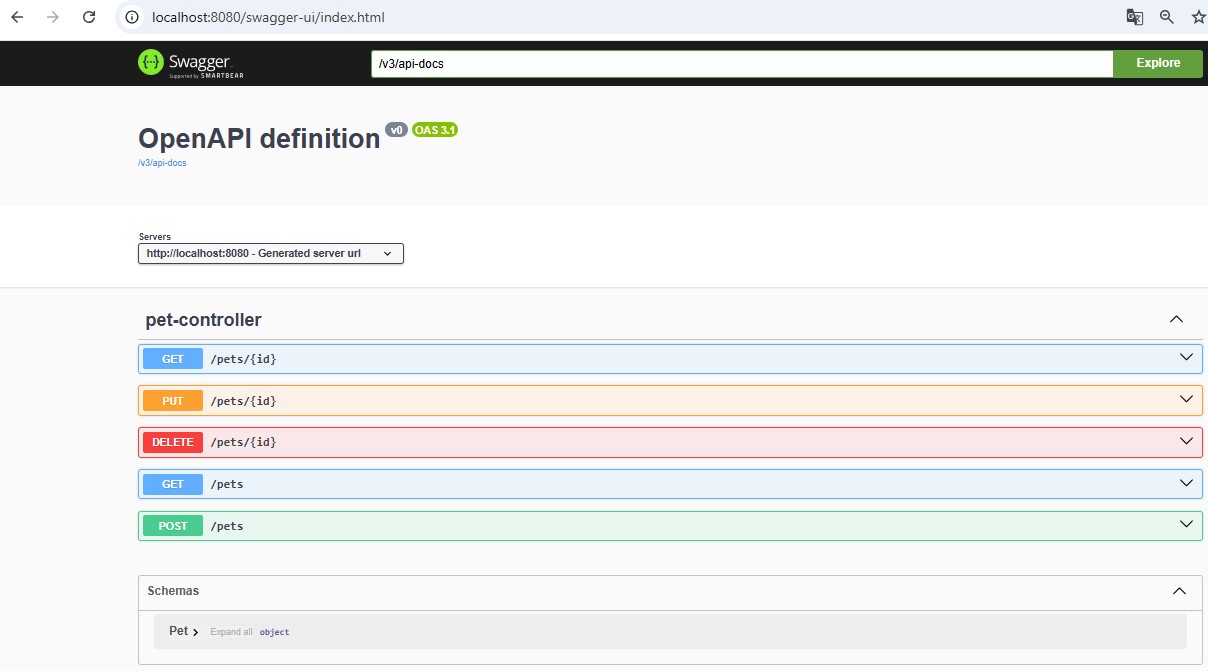 localhost:8080/swagger-ui/index.html
Swagger
Supported by SMARTBEAR
/v3/api-docs
Explore
OpenAPI definition v0 OAS 3.1
/v3/api-docs
Servers
http://localhost:8080 - Generated server url
pet-controller
GET /pets/{id}
PUT /pets/{id}
DELETE /pets/{id}
GET /pets
POST /pets
Schemas
Pet Expand all object